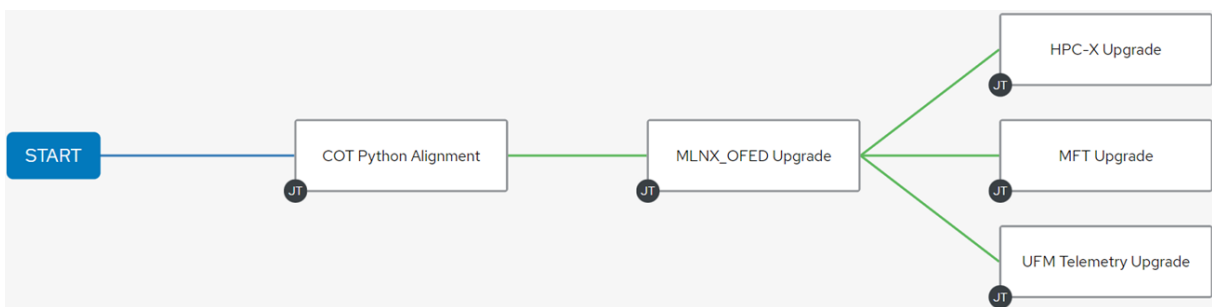 START
COT Python Alignment
JT
MLNX_OFED Upgrade
JT
HPC-X Upgrade
JT
MFT Upgrade
JT
UFM Telemetry Upgrade
JT